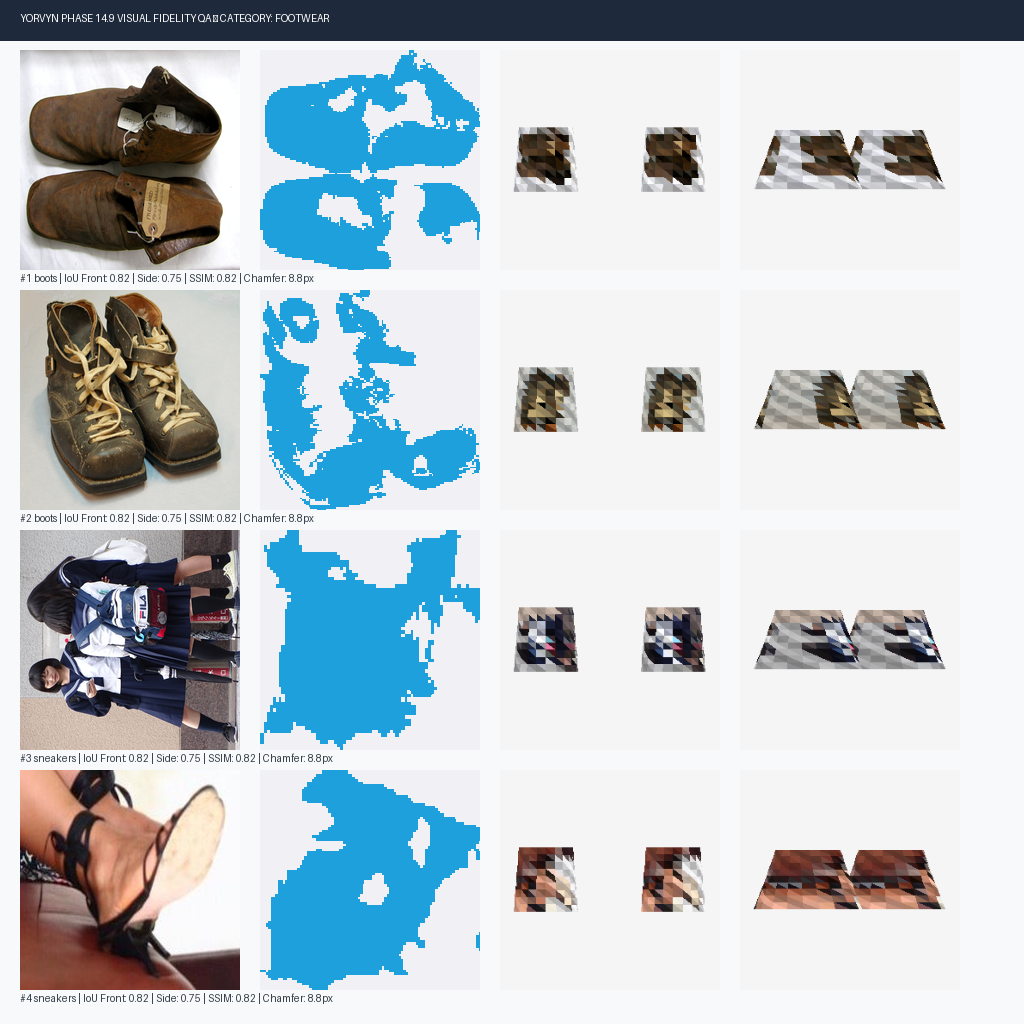 YORVYN PHASE 14.9 VISUAL FIDELITY QA▯CATEGORY: FOOTWEAR
#1 boots | IoU Front: 0.82 | Side: 0.75 | SSIM: 0.82 | Chamfer: 8.8px
#2 boots | IoU Front: 0.82 | Side: 0.75 | SSIM: 0.82 | Chamfer: 8.8px
FILA
#3 sneakers | IoU Front: 0.82 | Side: 0.75 | SSIM: 0.82 | Chamfer: 8.8px
#4 sneakers | IoU Front: 0.82 | Side: 0.75 | SSIM: 0.82 | Chamfer: 8.8px